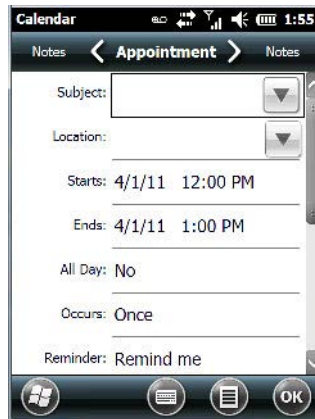 Calendar 1:55
Notes Appointment Notes
Subject:
Location:
Starts: 4/1/11 12:00 PM
Ends: 4/1/11 1:00 PM
All Day: No
Occurs: Once
Reminder: Remind me
OK